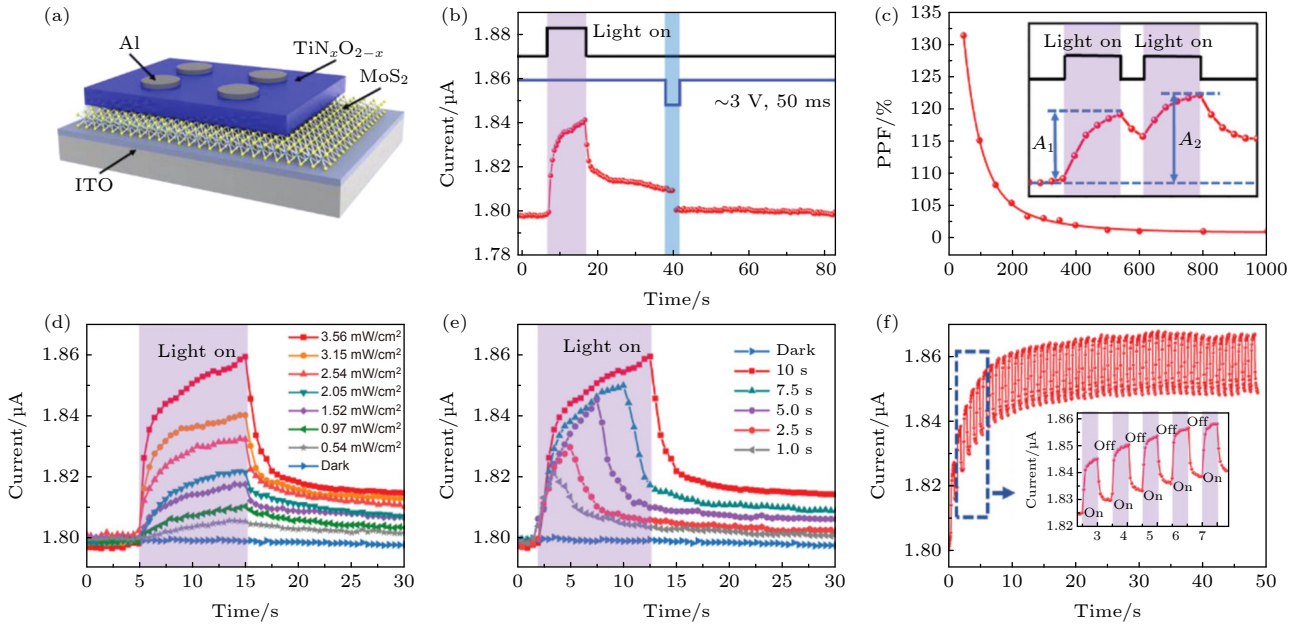 (a)
Al
TiNxO2−x
MoS2
ITO
(b)
Light on
~3 V, 50 ms
Current/μA
1.88
1.86
1.84
1.82
1.80
1.78
0 20 40 60 80
Time/s
(c)
PPF/%
135
130
125
120
115
110
105
0
Light on Light on
A1
A2
0 200 400 600 800 1000
Time/s
(d)
Current/μA
1.86
1.84
1.82
1.80
Light on
3.56 mW/cm2
3.15 mW/cm2
2.54 mW/cm2
2.05 mW/cm2
1.52 mW/cm2
0.97 mW/cm2
0.54 mW/cm2
Dark
0 5 10 15 20 25 30
Time/s
(e)
Current/μA
1.86
1.84
1.82
1.80
Light on
Dark
10 s
7.5 s
5.0 s
2.5 s
1.0 s
0 5 10 15 20 25 30
Time/s
(f)
Current/μA
1.86
1.84
1.82
1.80
Current/μA
1.86
1.85
1.84
1.83
1.82
Off Off Off Off
On On On On On
3 4 5 6 7
0 10 20 30 40 50
Time/s